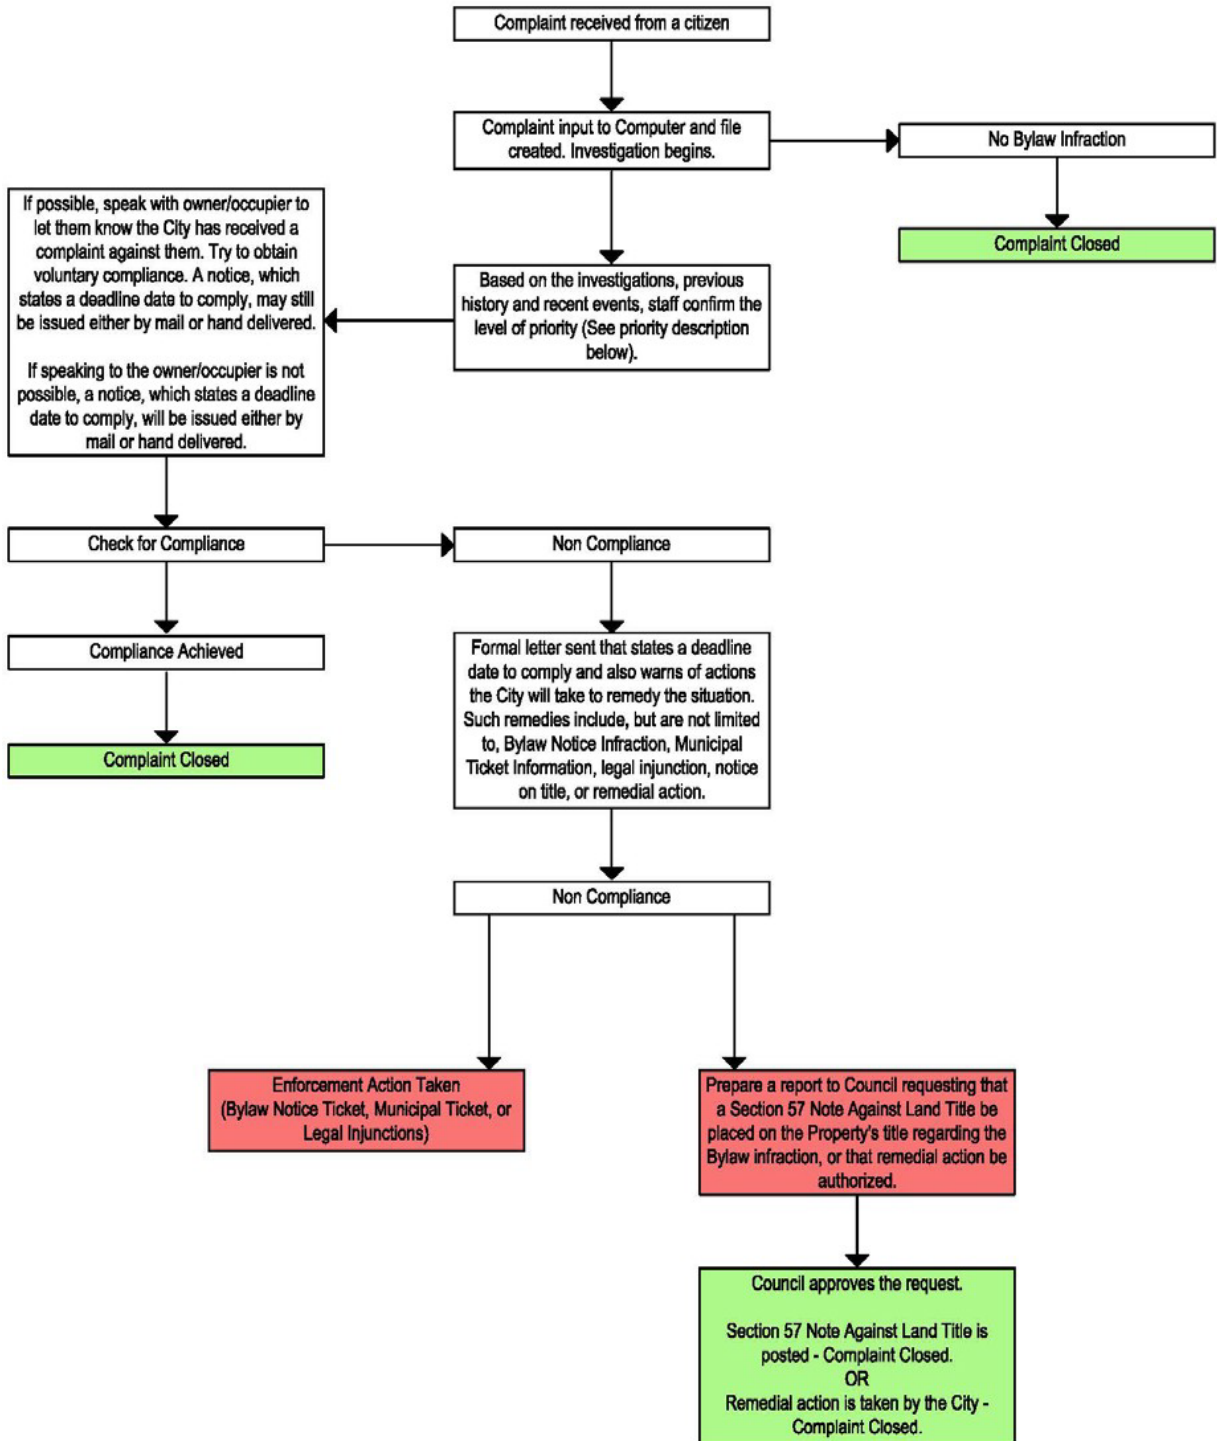 Complaint received from a citizen
Complaint input to Computer and file
created. Investigation begins.
No Bylaw Infraction
Complaint Closed
If possible, speak with owner/occupier to
let them know the City has received a
complaint against them. Try to obtain
voluntary compliance. A notice, which
states a deadline date to comply, may still
be issued either by mail or hand delivered.
If speaking to the owner/occupier is not
possible, a notice, which states a deadline
date to comply, will be issued either by
mail or hand delivered.
Based on the investigations, previous
history and recent events, staff confirm the
level of priority (See priority description
below).
Check for Compliance
Non Compliance
Compliance Achieved
Complaint Closed
Formal letter sent that states a deadline
date to comply and also warns of actions
the City will take to remedy the situation.
Such remedies include, but are not limited
to, Bylaw Notice Infraction, Municipal
Ticket Information, legal injunction, notice
on title, or remedial action.
Non Compliance
Enforcement Action Taken
(Bylaw Notice Ticket, Municipal Ticket, or
Legal Injunctions)
Prepare a report to Council requesting that
a Section 57 Note Against Land Title be
placed on the Property's title regarding the
Bylaw infraction, or that remedial action be
authorized.
Council approves the request.
Section 57 Note Against Land Title is
posted - Complaint Closed.
OR
Remedial action is taken by the City -
Complaint Closed.